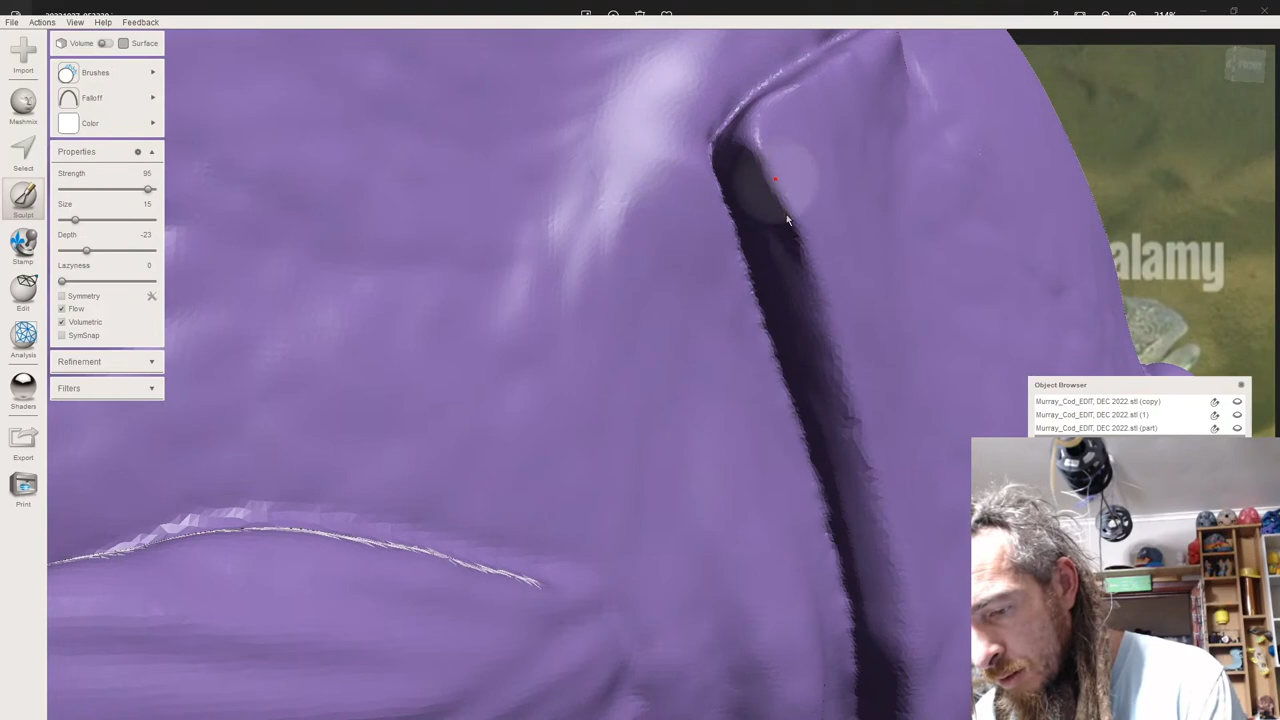 314%
File Actions View Help Feedback
Import
Meshmix
Select
Sculpt
Stamp
Edit
Analysis
Shaders
Export
Print
Volume Surface
Brushes
Falloff
Color
Properties
Strength 95
Size 15
Depth -23
Lazyness 0
Symmetry
Flow
Volumetric
SymSnap
Refinement
Filters
alamy
Object Browser
Murray_Cod_EDIT, DEC 2022.stl (copy)
Murray_Cod_EDIT, DEC 2022.stl (1)
Murray_Cod_EDIT, DEC 2022.stl (part)